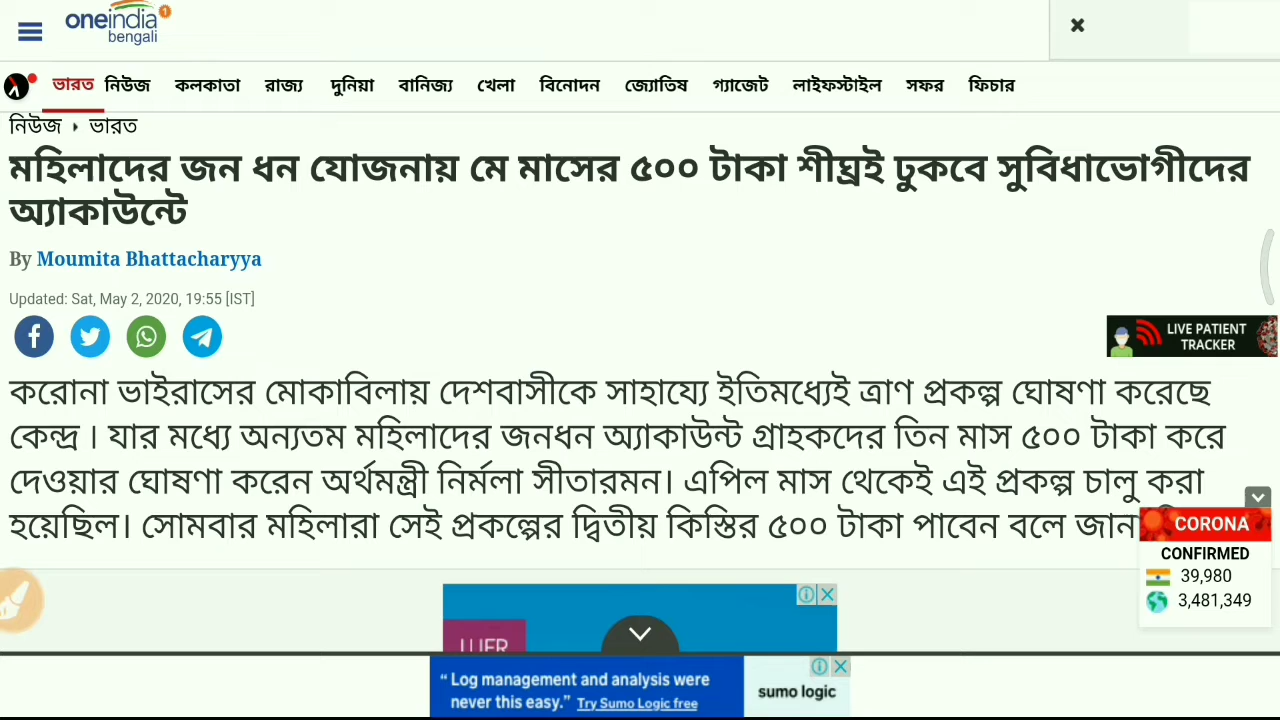 oneindia 1
bengali
ভারত নিউজ কলকাতা রাজ্য দুনিয়া বানিজ্য খেলা বিনোদন জ্যোতিষ গ্যাজেট লাইফস্টাইল সফর ফিচার
নিউজ ভারত
মহিলাদের জন ধন যোজনায় মে মাসের ৫০০ টাকা শীঘ্রই ঢুকবে সুবিধাভোগীদের
অ্যাকাউন্টে
By Moumita Bhattacharyya
Updated: Sat, May 2, 2020, 19:55 [IST]
LIVE PATIENT
TRACKER
করোনা ভাইরাসের মোকাবিলায় দেশবাসীকে সাহায্যে ইতিমধ্যেই ত্রাণ প্রকল্প ঘোষণা করেছে
কেন্দ্র । যার মধ্যে অন্যতম মহিলাদের জনধন অ্যাকাউন্ট গ্রাহকদের তিন মাস ৫০০ টাকা করে
দেওয়ার ঘোষণা করেন অর্থমন্ত্রী নির্মলা সীতারমন। এপিল মাস থেকেই এই প্রকল্প চালু করা
হয়েছিল। সোমবার মহিলারা সেই প্রকল্পের দ্বিতীয় কিস্তির ৫০০ টাকা পাবেন বলে জান
CORONA
CONFIRMED
39,980
3,481,349
“ Log management and analysis were
never this easy.” Try Sumo Logic free
sumo logic